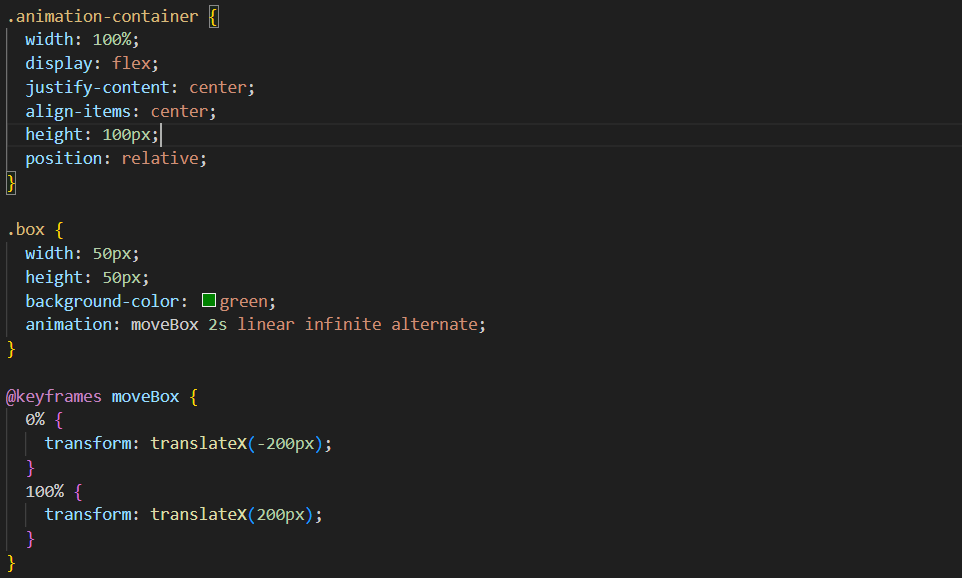 .animation-container {
  width: 100%;
  display: flex;
  justify-content: center;
  align-items: center;
  height: 100px;
  position: relative;
}

.box {
  width: 50px;
  height: 50px;
  background-color: green;
  animation: moveBox 2s linear infinite alternate;
}

@keyframes moveBox {
  0% {
    transform: translateX(-200px);
  }
  100% {
    transform: translateX(200px);
  }
}